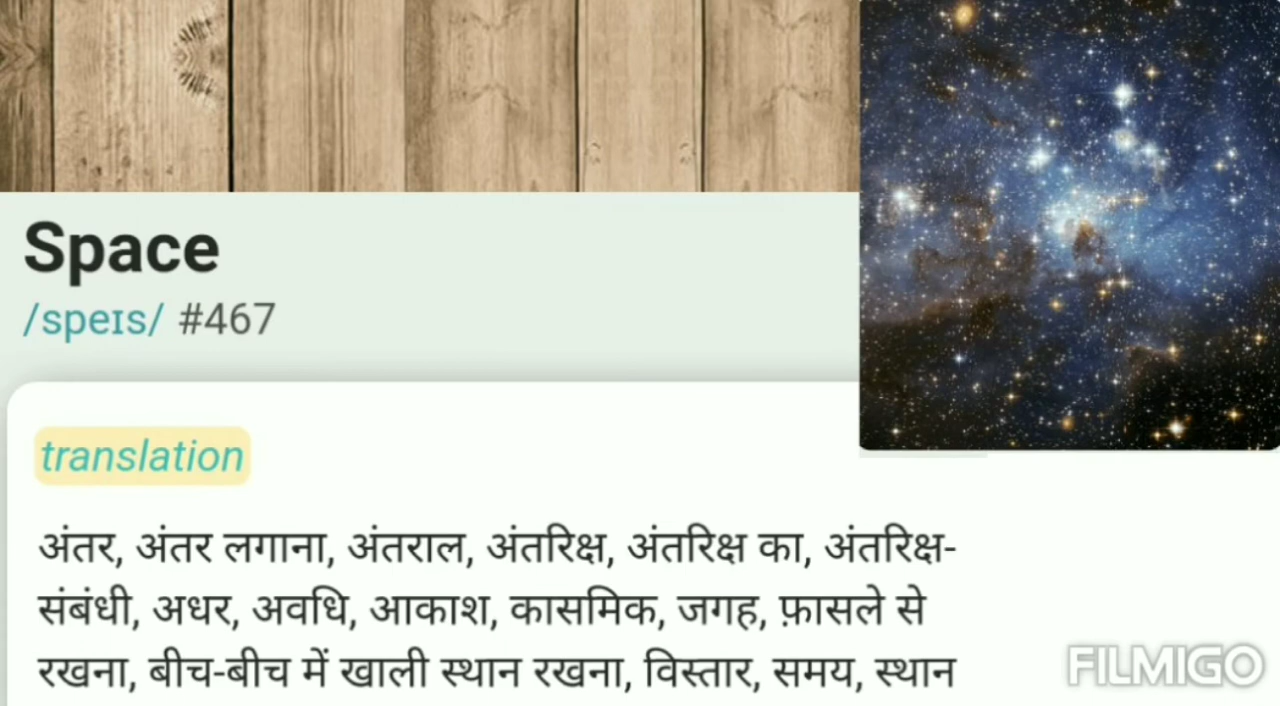 Space
/speɪs/ #467
translation
अंतर, अंतर लगाना, अंतराल, अंतरिक्ष, अंतरिक्ष का, अंतरिक्ष-
संबंधी, अधर, अवधि, आकाश, कासमिक, जगह, फ़ासले से
रखना, बीच-बीच में खाली स्थान रखना, विस्तार, समय, स्थान
FILMIGO